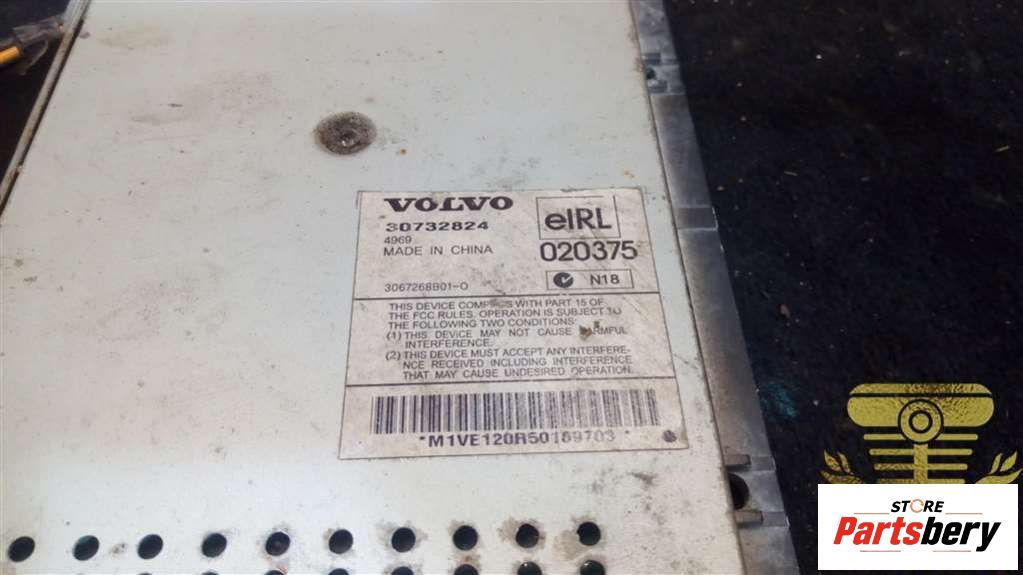 VOLVO
30732824
4969
MADE IN CHINA
eIRL
020375
3067268B01-0
N18
THIS DEVICE COMPLIES WITH PART 15 OF
THE FCC RULES. OPERATION IS SUBJECT TO
THE FOLLOWING TWO CONDITIONS:
(1) THIS DEVICE MAY NOT CAUSE HARMFUL
INTERFERENCE.
(2) THIS DEVICE MUST ACCEPT ANY INTERFERE-
NCE RECEIVED INCLUDING INTERFERENCE
THAT MAY CAUSE UNDESIRED OPERATION.
*M1VE120R50169703*
STORE
Partsbery